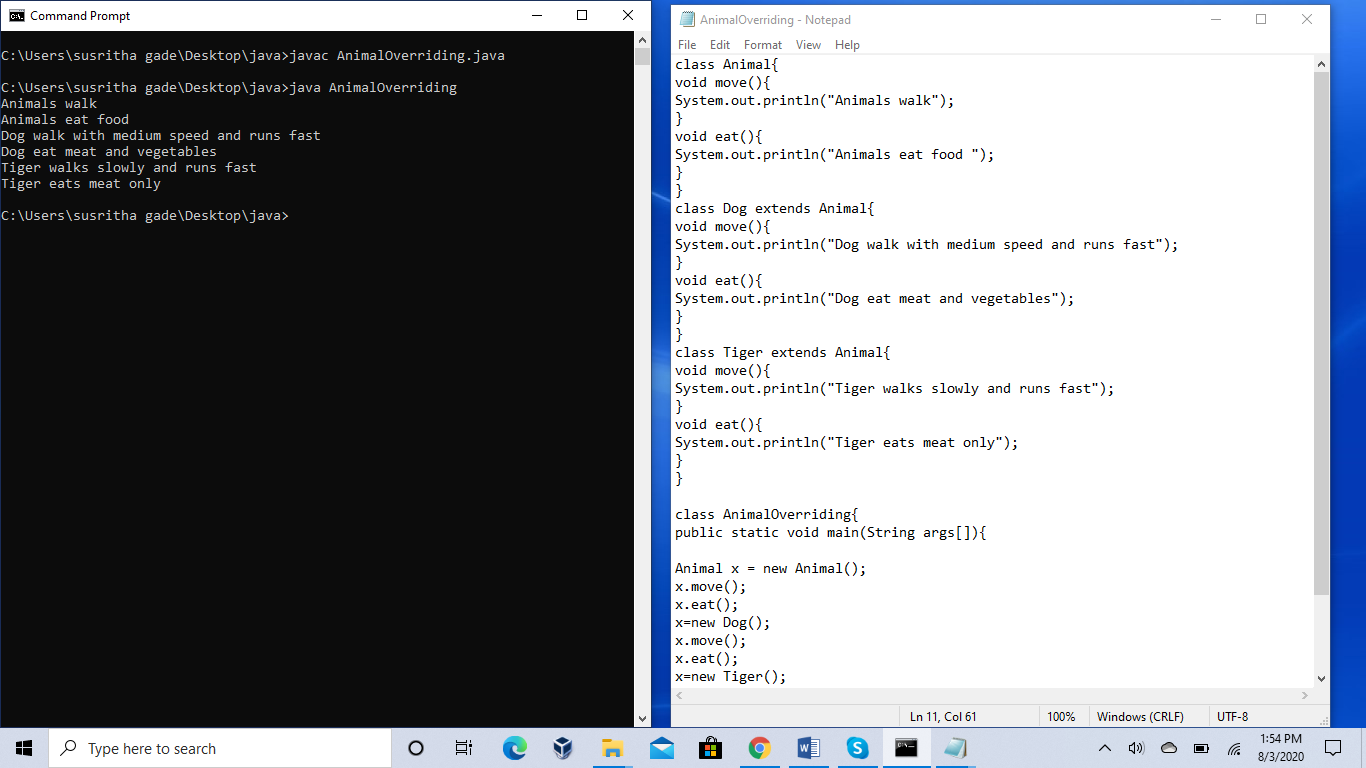 Command Prompt
C:\Users\susritha gade\Desktop\java>javac AnimalOverriding.java
C:\Users\susritha gade\Desktop\java>java AnimalOverriding
Animals walk
Animals eat food
Dog walk with medium speed and runs fast
Dog eat meat and vegetables
Tiger walks slowly and runs fast
Tiger eats meat only
C:\Users\susritha gade\Desktop\java>
AnimalOverriding - Notepad
File Edit Format View Help
class Animal{
void move(){
System.out.println("Animals walk");
}
void eat(){
System.out.println("Animals eat food ");
}
}
class Dog extends Animal{
void move(){
System.out.println("Dog walk with medium speed and runs fast");
}
void eat(){
System.out.println("Dog eat meat and vegetables");
}
}
class Tiger extends Animal{
void move(){
System.out.println("Tiger walks slowly and runs fast");
}
void eat(){
System.out.println("Tiger eats meat only");
}
}
class AnimalOverriding{
public static void main(String args[]){
Animal x = new Animal();
x.move();
x.eat();
x=new Dog();
x.move();
x.eat();
x=new Tiger();
Ln 11, Col 61 100% Windows (CRLF) UTF-8
Type here to search
1:54 PM
8/3/2020